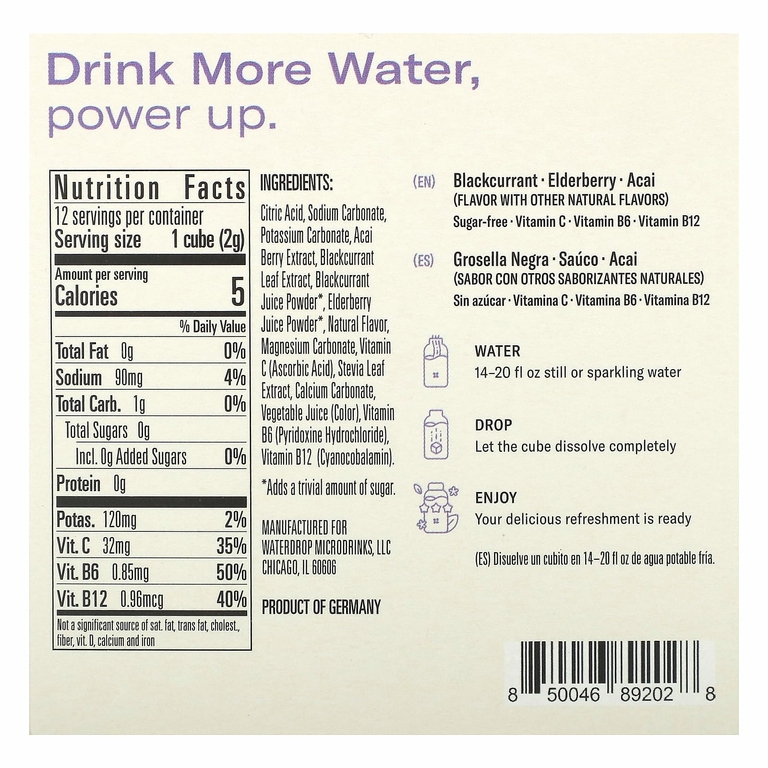 Drink More Water,
power up.
Nutrition Facts
12 servings per container
Serving size 1 cube (2g)
Amount per serving
Calories 5
% Daily Value
Total Fat 0g 0%
Sodium 90mg 4%
Total Carb. 1g 0%
Total Sugars 0g
Incl. 0g Added Sugars 0%
Protein 0g
Potas. 120mg 2%
Vit. C 32mg 35%
Vit. B6 0.85mg 50%
Vit. B12 0.96mcg 40%
Not a significant source of sat. fat, trans fat, cholest.,
fiber, vit. D, calcium and iron
INGREDIENTS:
Citric Acid, Sodium Carbonate,
Potassium Carbonate, Acai
Berry Extract, Blackcurrant
Leaf Extract, Blackcurrant
Juice Powder*, Elderberry
Juice Powder*, Natural Flavor,
Magnesium Carbonate, Vitamin
C (Ascorbic Acid), Stevia Leaf
Extract, Calcium Carbonate,
Vegetable Juice (Color), Vitamin
B6 (Pyridoxine Hydrochloride),
Vitamin B12 (Cyanocobalamin).
*Adds a trivial amount of sugar.
MANUFACTURED FOR
WATERDROP MICRODRINKS, LLC
CHICAGO, IL 60606
PRODUCT OF GERMANY
(EN) Blackcurrant · Elderberry · Acai
(FLAVOR WITH OTHER NATURAL FLAVORS)
Sugar-free · Vitamin C · Vitamin B6 · Vitamin B12
(ES) Grosella Negra · Saúco · Acai
(SABOR CON OTROS SABORIZANTES NATURALES)
Sin azúcar · Vitamina C · Vitamina B6 · Vitamina B12
WATER
14–20 fl oz still or sparkling water
DROP
Let the cube dissolve completely
ENJOY
Your delicious refreshment is ready
(ES) Disuelve un cubito en 14–20 fl oz de agua potable fría.
8 50046 89202 8